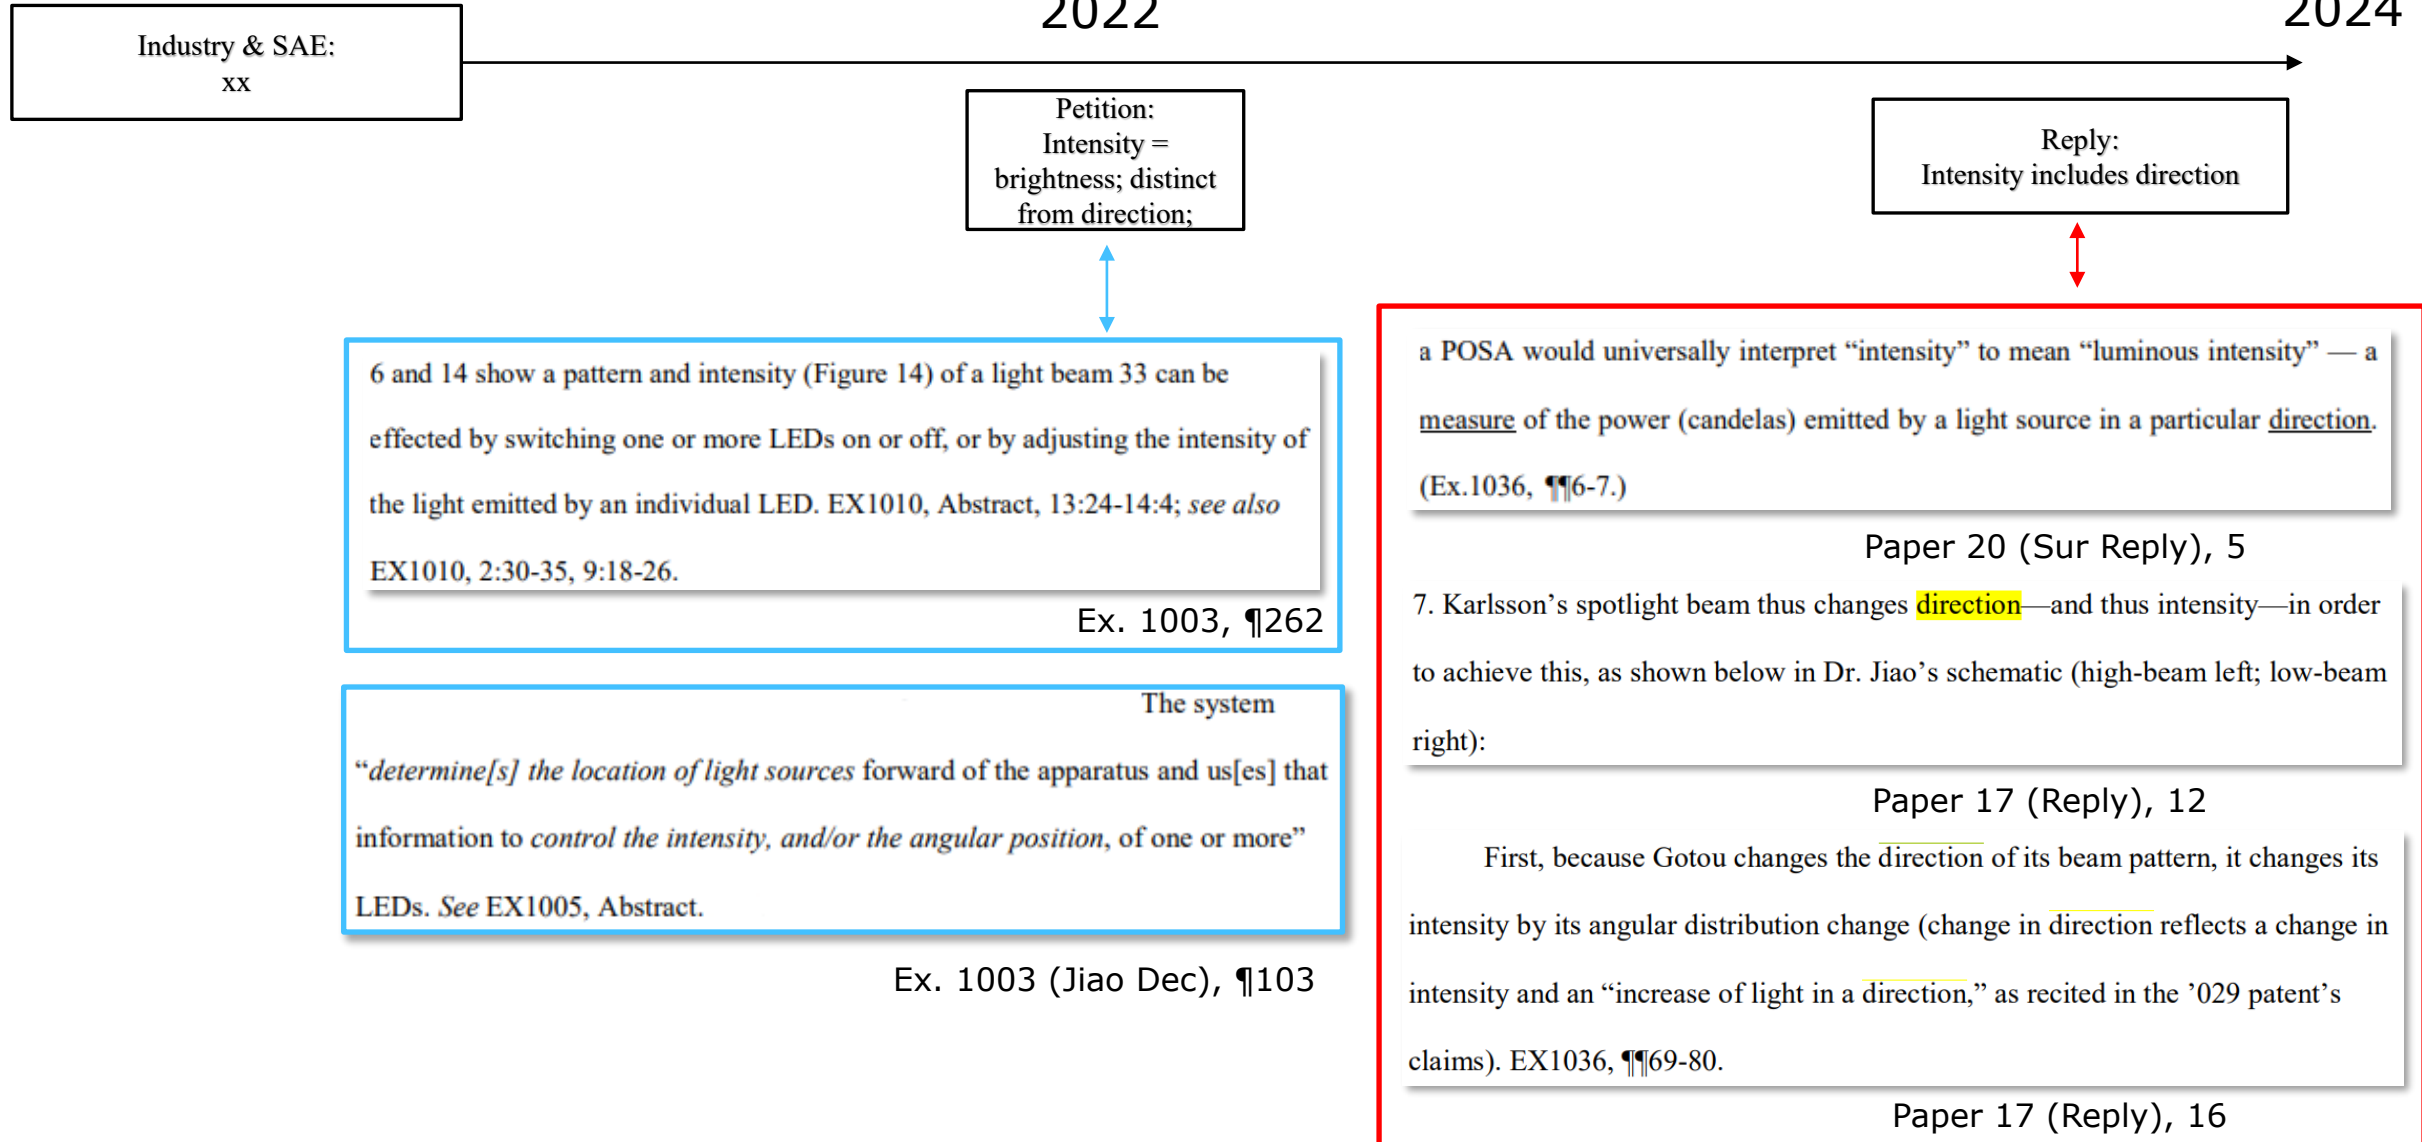 2022
2024
Industry & SAE:
xx
Petition:
Intensity =
brightness; distinct
from direction;
Reply:
Intensity includes direction
6 and 14 show a pattern and intensity (Figure 14) of a light beam 33 can be
effected by switching one or more LEDs on or off, or by adjusting the intensity of
the light emitted by an individual LED. EX1010, Abstract, 13:24-14:4; see also
EX1010, 2:30-35, 9:18-26.
Ex. 1003, ¶262
The system
“determine[s] the location of light sources forward of the apparatus and us[es] that
information to control the intensity, and/or the angular position, of one or more”
LEDs. See EX1005, Abstract.
Ex. 1003 (Jiao Dec), ¶103
a POSA would universally interpret “intensity” to mean “luminous intensity” — a
measure of the power (candelas) emitted by a light source in a particular direction.
(Ex.1036, ¶¶6-7.)
Paper 20 (Sur Reply), 5
7. Karlsson’s spotlight beam thus changes direction—and thus intensity—in order
to achieve this, as shown below in Dr. Jiao’s schematic (high-beam left; low-beam
right):
Paper 17 (Reply), 12
First, because Gotou changes the direction of its beam pattern, it changes its
intensity by its angular distribution change (change in direction reflects a change in
intensity and an “increase of light in a direction,” as recited in the ’029 patent’s
claims). EX1036, ¶¶69-80.
Paper 17 (Reply), 16